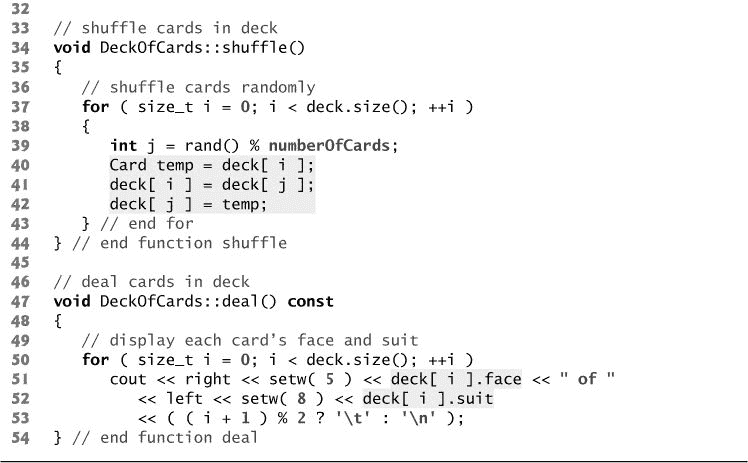 32
33 // shuffle cards in deck
34 void DeckOfCards::shuffle()
35 {
36    // shuffle cards randomly
37    for ( size_t i = 0; i < deck.size(); ++i )
38    {
39       int j = rand() % numberOfCards;
40       Card temp = deck[ i ];
41       deck[ i ] = deck[ j ];
42       deck[ j ] = temp;
43    } // end for
44 } // end function shuffle
45
46 // deal cards in deck
47 void DeckOfCards::deal() const
48 {
49    // display each card’s face and suit
50    for ( size_t i = 0; i < deck.size(); ++i )
51       cout << right << setw( 5 ) << deck[ i ].face << " of "
52          << left << setw( 8 ) << deck[ i ].suit
53          << ( ( i + 1 ) % 2 ? '\t' : '\n' );
54 } // end function deal